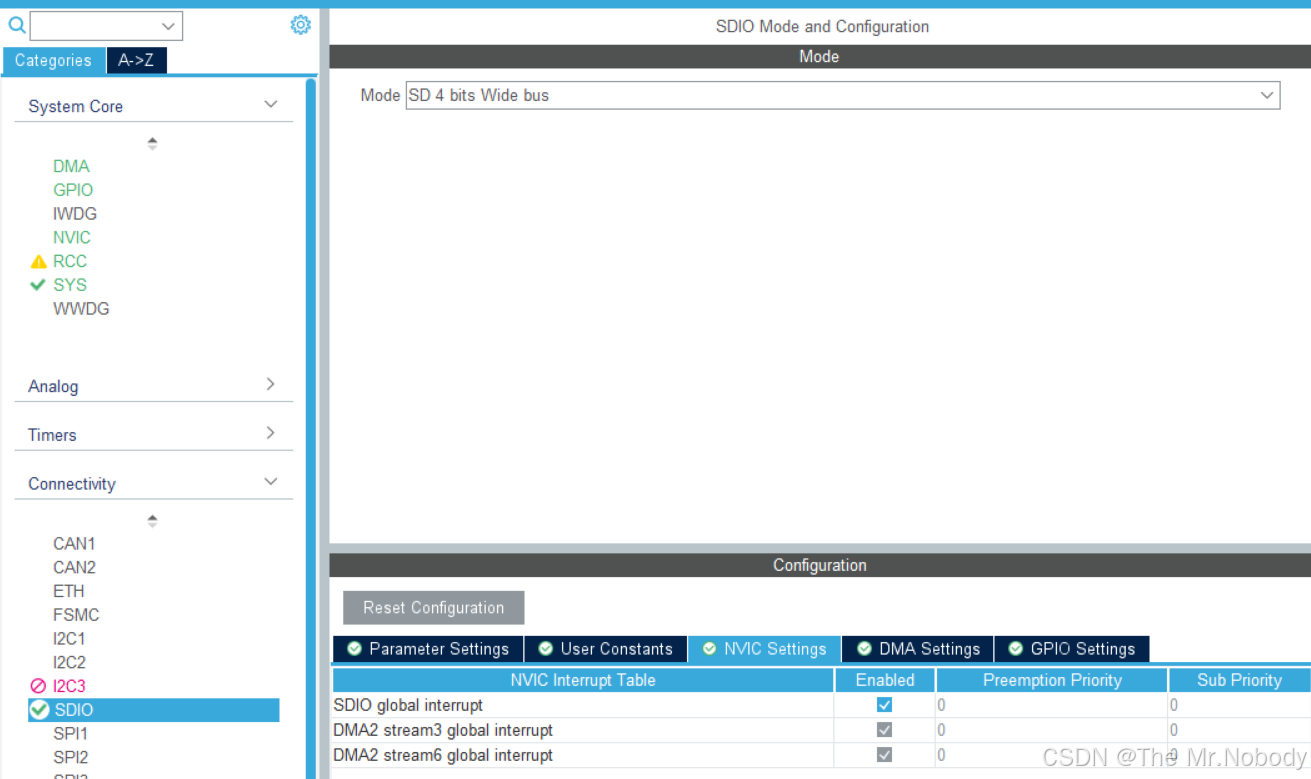 SDIO Mode and Configuration
Categories
A->Z
Mode
System Core
Mode SD 4 bits Wide bus
DMA
GPIO
IWDG
NVIC
RCC
SYS
WWDG
Analog
Timers
Connectivity
CAN1
CAN2
ETH
FSMC
I2C1
I2C2
I2C3
SDIO
SPI1
SPI2
SPI3
Configuration
Reset Configuration
Parameter Settings User Constants NVIC Settings DMA Settings GPIO Settings
NVIC Interrupt Table Enabled Preemption Priority Sub Priority
SDIO global interrupt 0 0
DMA2 stream3 global interrupt 0 0
DMA2 stream6 global interrupt 0 0
CSDN @The Mr.Nobody